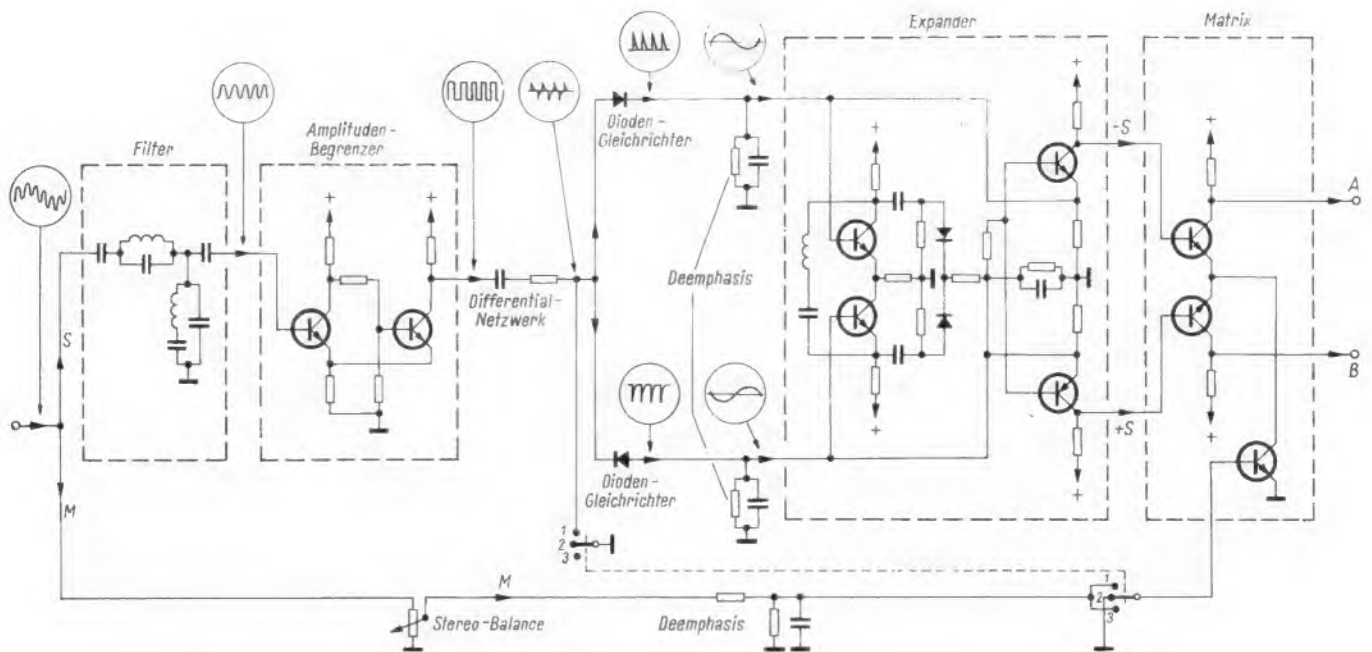 Expander
Matrix
Filter
Amplituden-
Begrenzer
Dioden-
Gleichrichter
Differential-
Netzwerk
Deemphasis
-S
+S
A
B
S
M
Dioden-
Gleichrichter
1
2
3
M
Stereo-Balance
Deemphasis
1
2
3
+
+
+
+
+
+
+
+